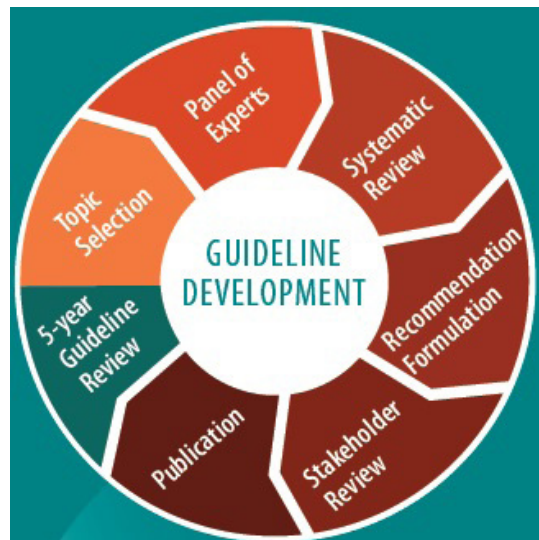 GUIDELINE
DEVELOPMENT
Topic
Selection
Panel of
Experts
Systematic
Review
Recommendation
Formulation
Stakeholder
Review
Publication
5-year
Guideline
Review